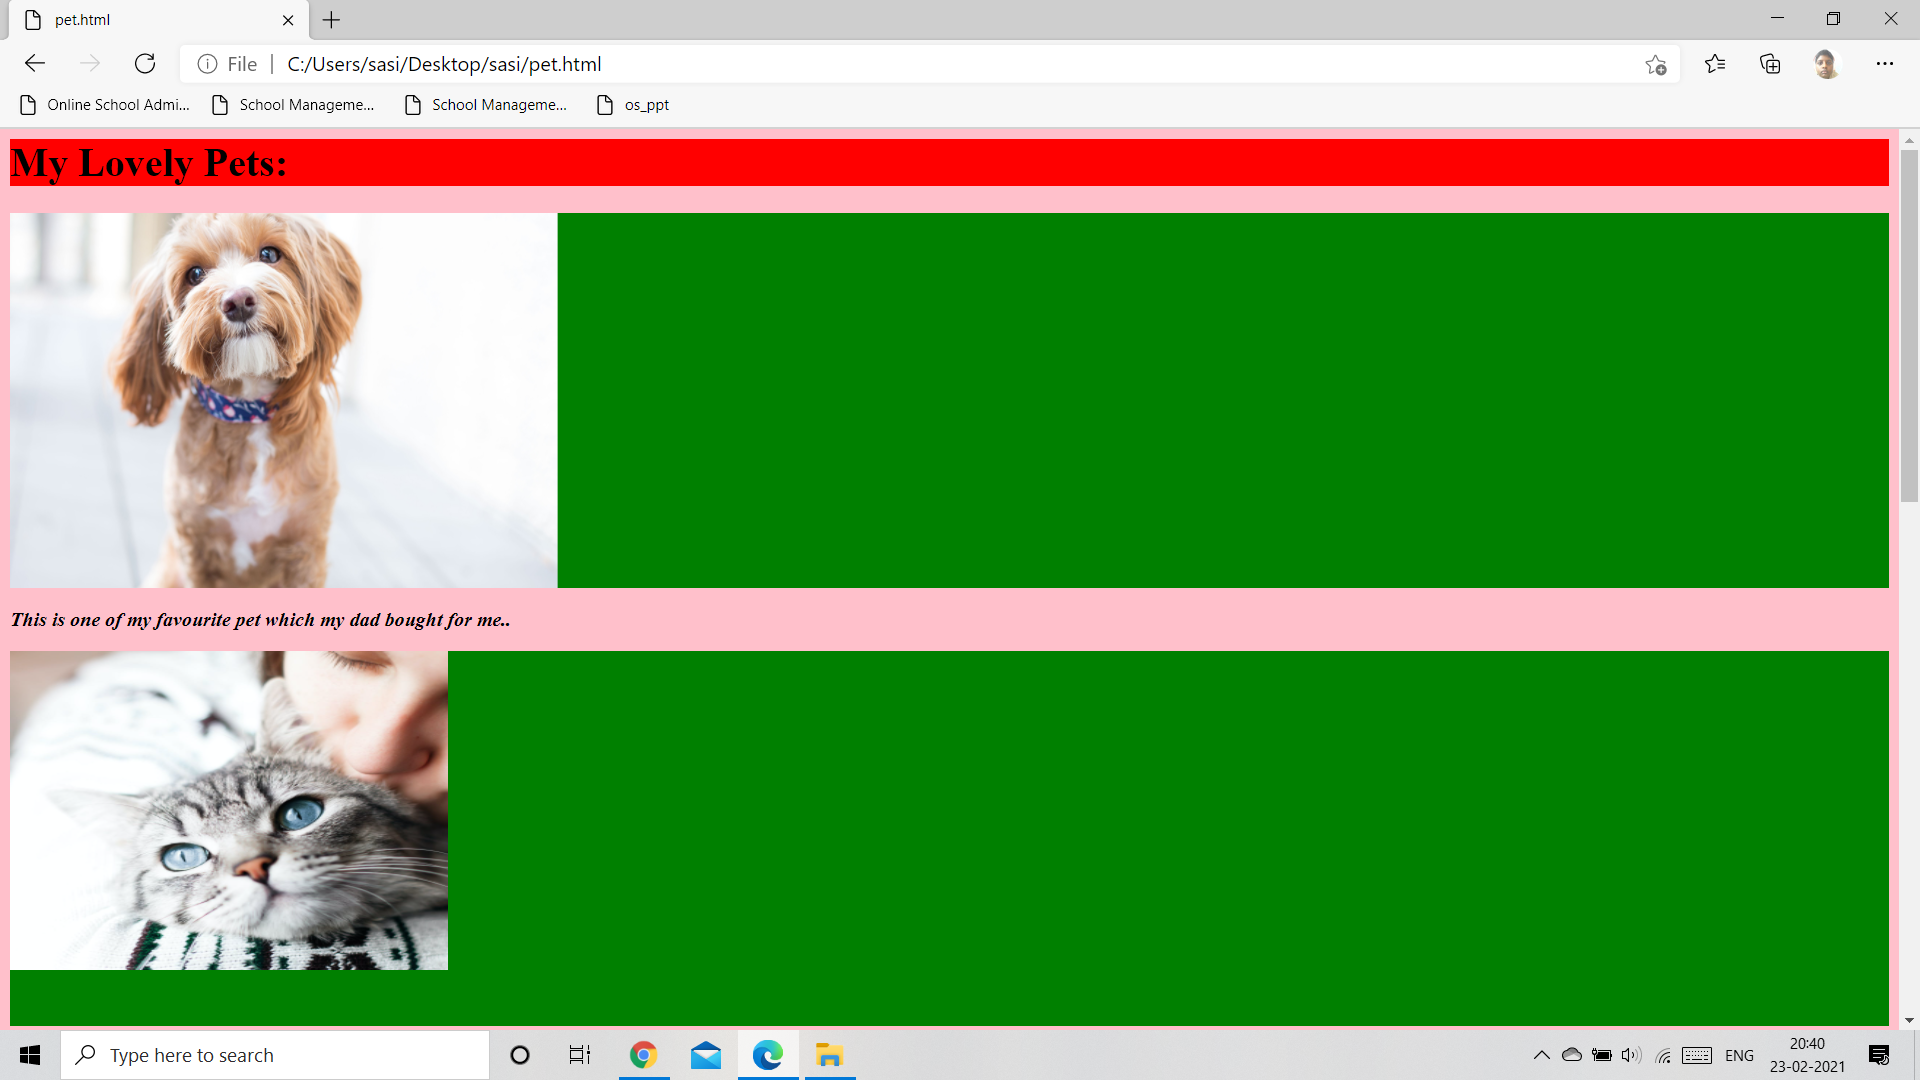 pet.html
File | C:/Users/sasi/Desktop/sasi/pet.html
Online School Admi... School Manageme... School Manageme... os_ppt
My Lovely Pets:
This is one of my favourite pet which my dad bought for me..
Type here to search
ENG
20:40
23-02-2021